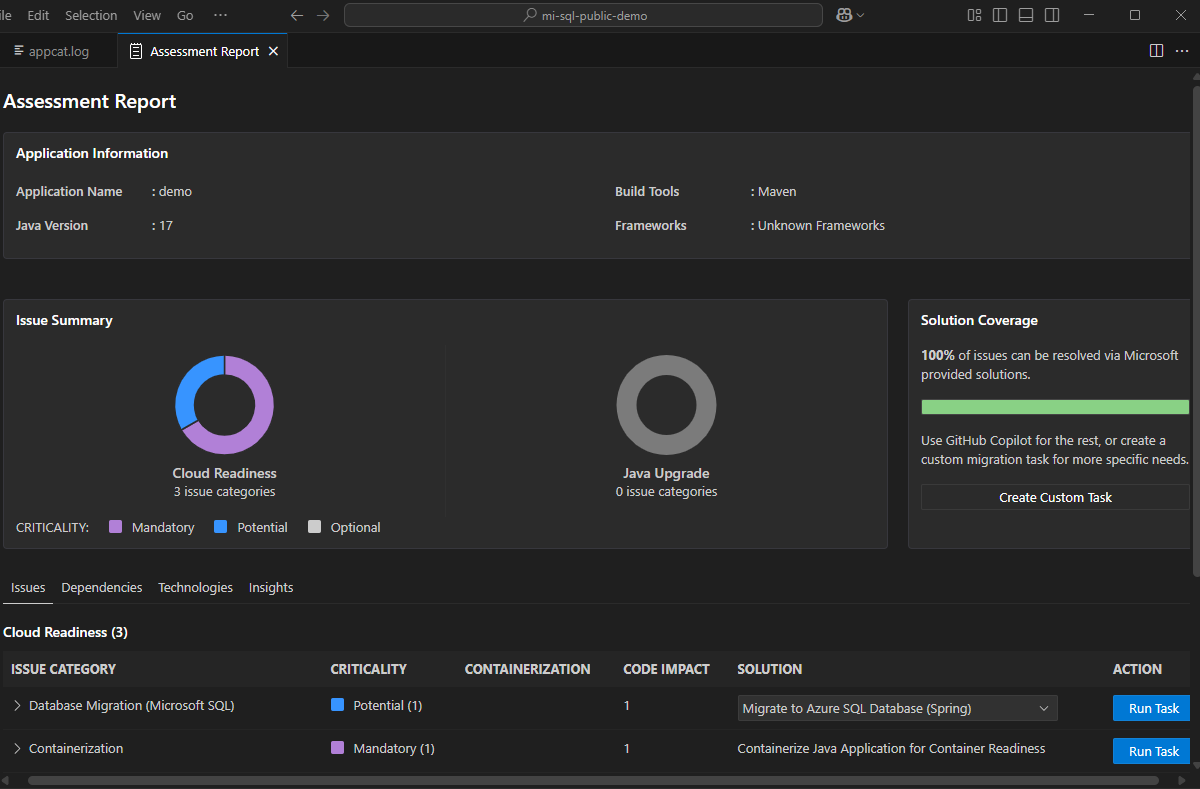 Edit Selection View Go ··· mi-sql-public-demo
appcat.log Assessment Report
Assessment Report
Application Information
Application Name : demo Build Tools : Maven
Java Version : 17 Frameworks : Unknown Frameworks
Issue Summary
Cloud Readiness
3 issue categories
Java Upgrade
0 issue categories
CRITICALITY: Mandatory Potential Optional
Solution Coverage
100% of issues can be resolved via Microsoft
provided solutions.
Use GitHub Copilot for the rest, or create a
custom migration task for more specific needs.
Create Custom Task
Issues Dependencies Technologies Insights
Cloud Readiness (3)
ISSUE CATEGORY CRITICALITY CONTAINERIZATION CODE IMPACT SOLUTION ACTION
Database Migration (Microsoft SQL) Potential (1) 1 Migrate to Azure SQL Database (Spring) Run Task
Containerization Mandatory (1) 1 Containerize Java Application for Container Readiness Run Task